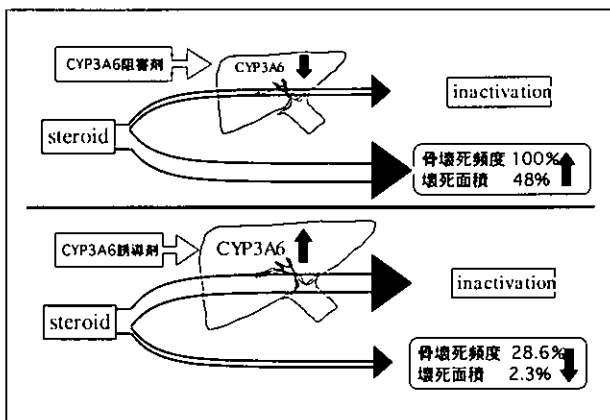 CYP3A6阻害剤
CYP3A6
inactivation
steroid
骨壊死頻度 100%
壊死面積 48%
CYP3A6誘導剤
CYP3A6
inactivation
steroid
骨壊死頻度 28.6%
壊死面積 2.3%